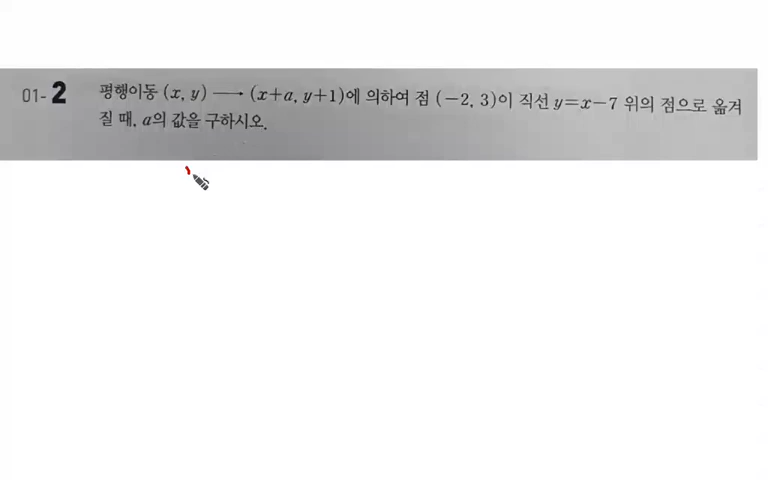 01-2 평행이동 (x, y) ⟶ (x+a, y+1)에 의하여 점 (-2, 3)이 직선 y=x-7 위의 점으로 옮겨
질 때, a의 값을 구하시오.